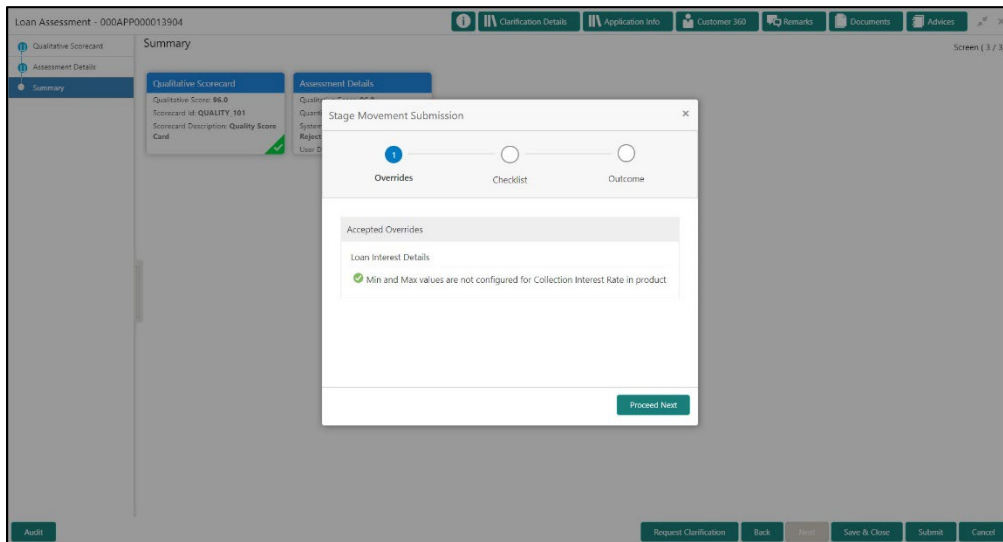 Loan Assessment - 000APP000013904
Clarification Details
Application Info
Customer 360
Remarks
Documents
Advices
Qualitative Scorecard
Assessment Details
Summary
Summary
Screen ( 3 / 3
Qualitative Scorecard
Qualitative Score: 96.0
Scorecard Id: QUALITY_101
Scorecard Description: Quality Score
Card
Assessment Details
System
Reject
User D
Stage Movement Submission
1
Overrides
Checklist
Outcome
Accepted Overrides
Loan Interest Details
Min and Max values are not configured for Collection Interest Rate in product
Proceed Next
Audit
Request Clarification
Back
Next
Save & Close
Submit
Cancel